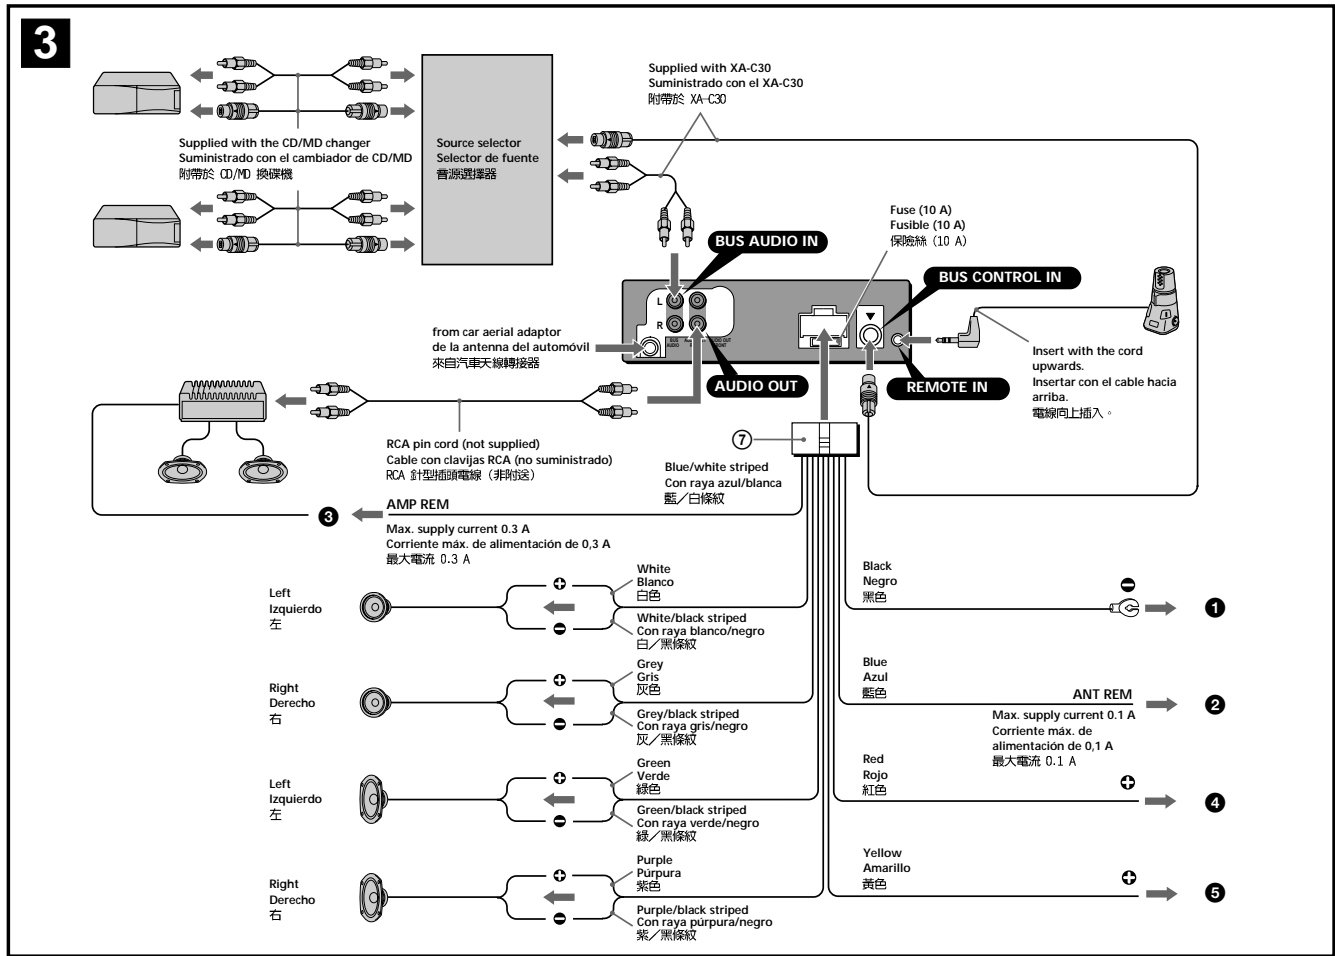 3
Supplied with the CD/MD changer
Suministrado con el cambiador de CD/MD
附帶於 CD/MD 換碟機
Source selector
Selector de fuente
音源選擇器
Supplied with XA-C30
Suministrado con el XA-C30
附帶於 XA-C30
Fuse (10 A)
Fusible (10 A)
保險絲 (10 A)
BUS AUDIO IN
BUS CONTROL IN
L
R
BUS
AUDIO
AUDIO OUT
FRONT
from car aerial adaptor
de la antena del automóvil
來自汽車天線轉接器
AUDIO OUT
REMOTE IN
Insert with the cord
upwards.
Insertar con el cable hacia
arriba.
電線向上插入。
RCA pin cord (not supplied)
Cable con clavijas RCA (no suministrado)
RCA 針型插頭電線（非附送）
⑦
Blue/white striped
Con raya azul/blanca
藍／白條紋
❸
AMP REM
Max. supply current 0.3 A
Corriente máx. de alimentación de 0,3 A
最大電流 0.3 A
Left
Izquierdo
左
White
Blanco
白色
White/black striped
Con raya blanco/negro
白／黑條紋
Black
Negro
黑色
❶
Right
Derecho
右
Grey
Gris
灰色
Grey/black striped
Con raya gris/negro
灰／黑條紋
Blue
Azul
藍色
ANT REM
❷
Max. supply current 0.1 A
Corriente máx. de
alimentación de 0,1 A
最大電流 0.1 A
Left
Izquierdo
左
Green
Verde
綠色
Green/black striped
Con raya verde/negro
綠／黑條紋
Red
Rojo
紅色
❹
Right
Derecho
右
Purple
Púrpura
紫色
Purple/black striped
Con raya púrpura/negro
紫／黑條紋
Yellow
Amarillo
黃色
❺